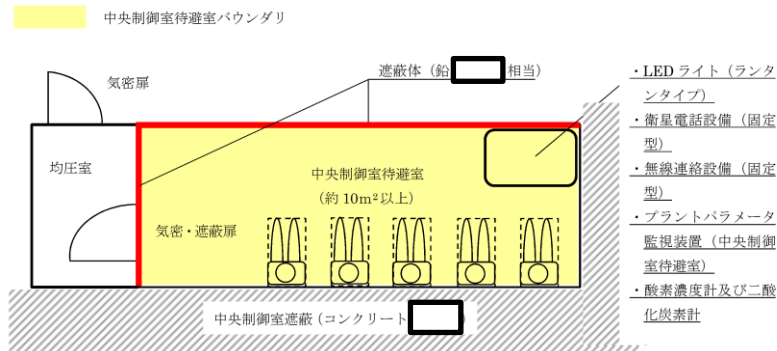 中央制御室待避室バウンダリ
気密扉
遮蔽体（鉛 相当）
均圧室
中央制御室待避室
（約 10m²以上）
気密・遮蔽扉
中央制御室遮蔽（コンクリート ）
・LED ライト（ランタ
ンタイプ）
・衛星電話設備（固定
型）
・無線連絡設備（固定
型）
・プラントパラメータ
監視装置（中央制御
室待避室）
・酸素濃度計及び二酸
化炭素計